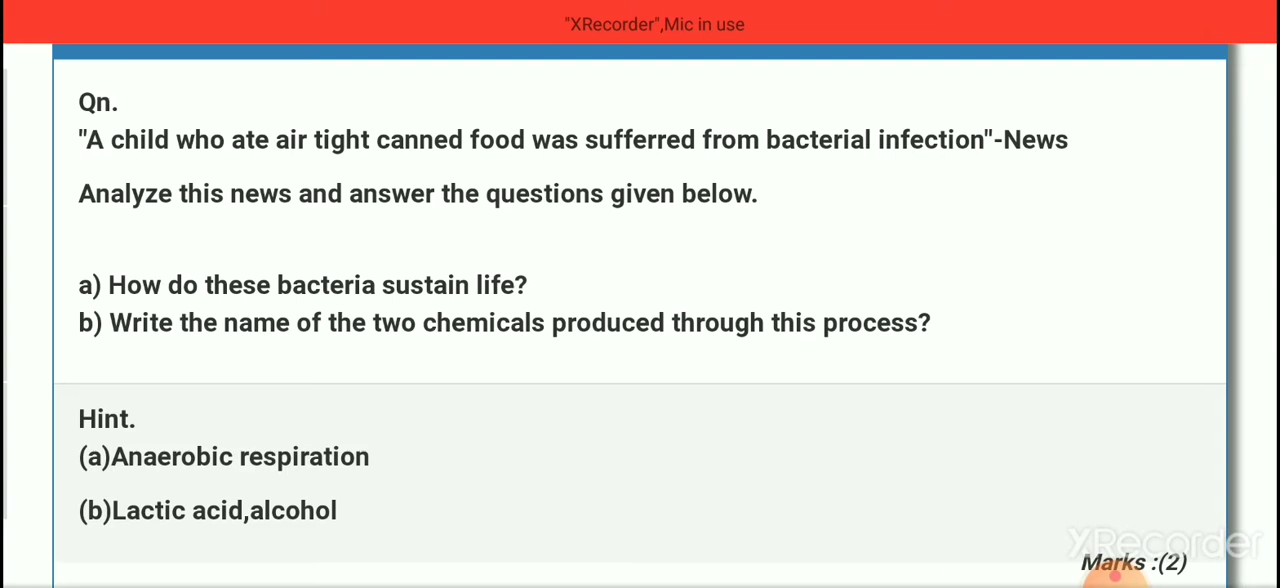 "XRecorder",Mic in use
Qn.
"A child who ate air tight canned food was sufferred from bacterial infection"-News
Analyze this news and answer the questions given below.
a) How do these bacteria sustain life?
b) Write the name of the two chemicals produced through this process?
Hint.
(a)Anaerobic respiration
(b)Lactic acid,alcohol
XRecorder
Marks :(2)